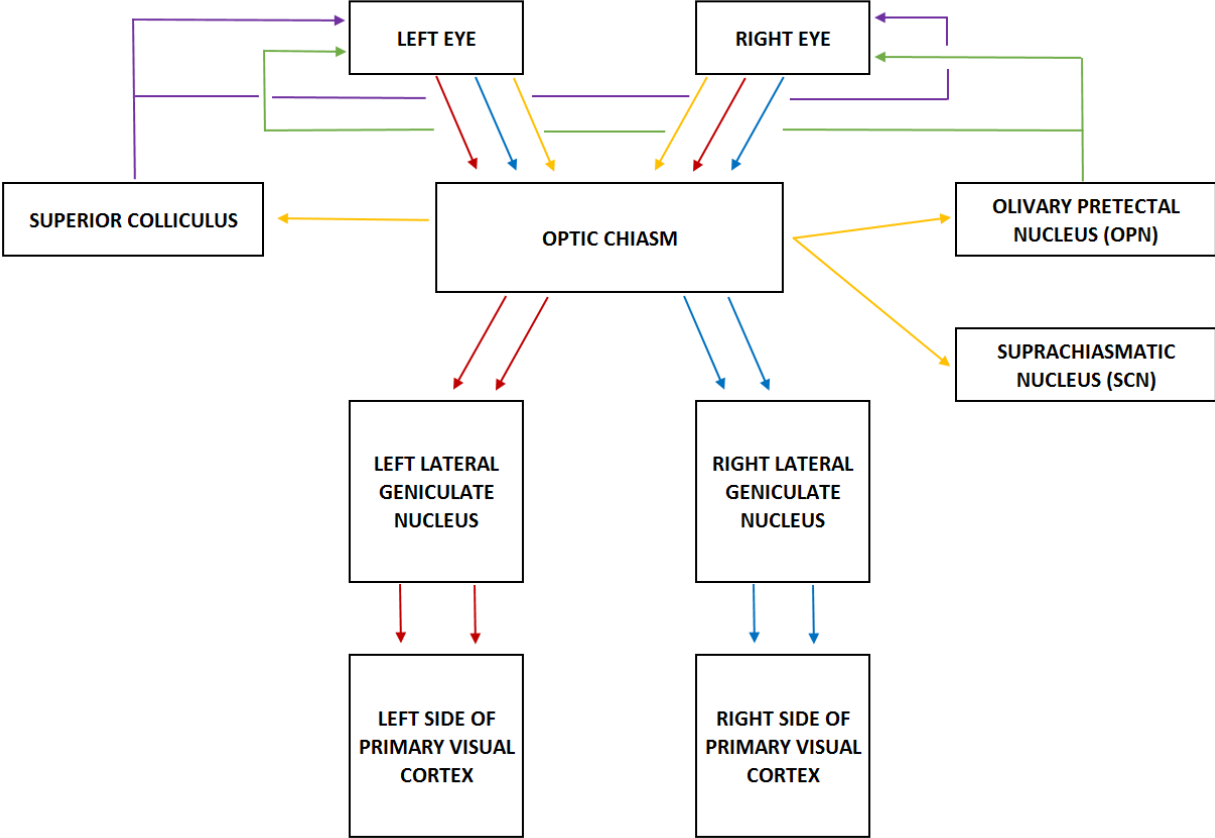 LEFT EYE
RIGHT EYE
SUPERIOR COLLICULUS
OPTIC CHIASM
OLIVARY PRETECTAL
NUCLEUS (OPN)
SUPRACHIASMATIC
NUCLEUS (SCN)
LEFT LATERAL
GENICULATE
NUCLEUS
RIGHT LATERAL
GENICULATE
NUCLEUS
LEFT SIDE OF
PRIMARY VISUAL
CORTEX
RIGHT SIDE OF
PRIMARY VISUAL
CORTEX